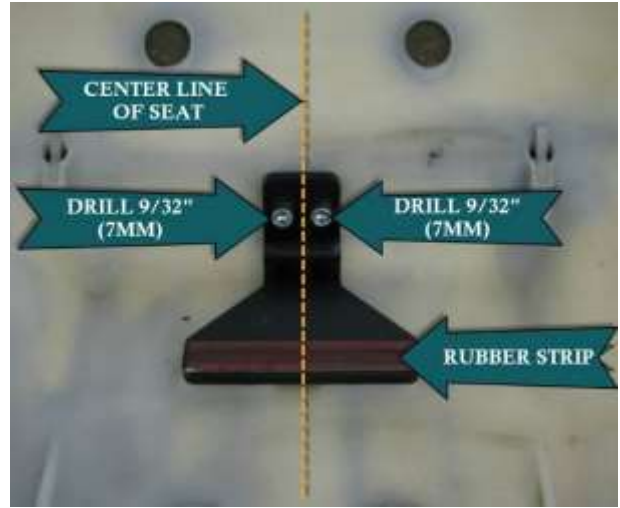 CENTER LINE
OF SEAT
DRILL 9/32"
(7MM)
DRILL 9/32"
(7MM)
RUBBER STRIP